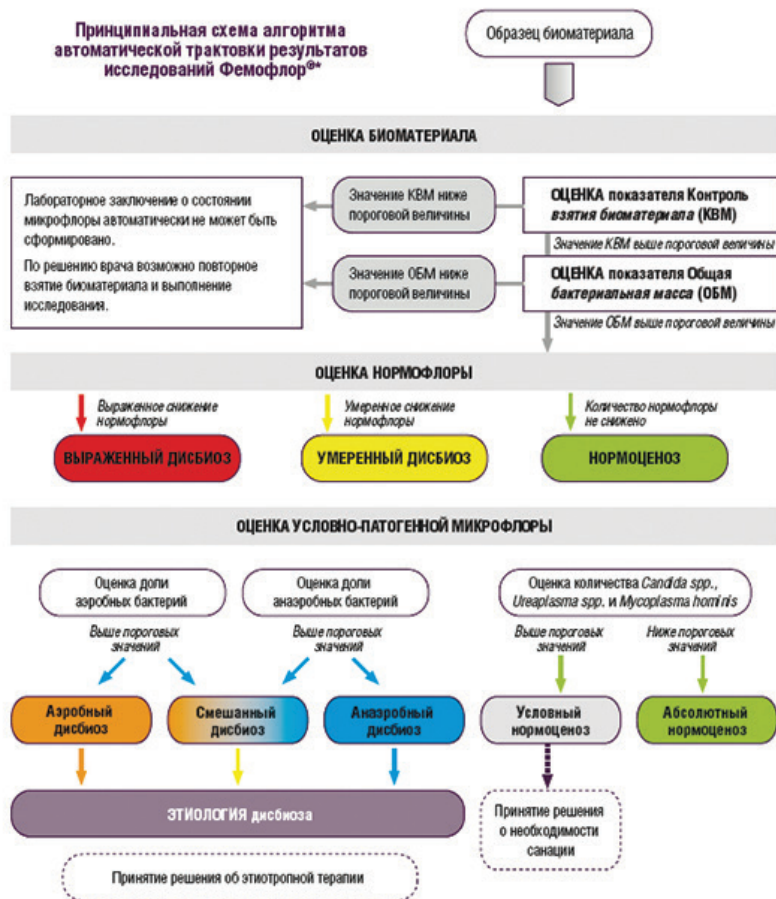 Принципиальная схема алгоритма
автоматической трактовки результатов
исследований Фемофлор®*
Образец биоматериала
ОЦЕНКА БИОМАТЕРИАЛА
Лабораторное заключение о состоянии
микрофлоры автоматически не может быть
сформировано.
По решению врача возможно повторное
взятие биоматериала и выполнение
исследования.
Значение КВМ ниже
пороговой величины
ОЦЕНКА показателя Контроль
взятия биоматериала (КВМ)
Значение КВМ выше пороговой величины
Значение ОБМ ниже
пороговой величины
ОЦЕНКА показателя Общая
бактериальная масса (ОБМ)
Значение ОБМ выше пороговой величины
ОЦЕНКА НОРМОФЛОРЫ
Выраженное снижение
нормофлоры
Умеренное снижение
нормофлоры
Количество нормофлоры
не снижено
ВЫРАЖЕННЫЙ ДИСБИОЗ
УМЕРЕННЫЙ ДИСБИОЗ
НОРМОЦЕНОЗ
ОЦЕНКА УСЛОВНО-ПАТОГЕННОЙ МИКРОФЛОРЫ
Оценка доли
аэробных бактерий
Оценка доли
анаэробных бактерий
Оценка количества Candida spp.,
Ureaplasma spp. и Mycoplasma hominis
Выше пороговых
значений
Выше пороговых
значений
Выше пороговых
значений
Ниже пороговых
значений
Аэробный
дисбиоз
Смешанный
дисбиоз
Анаэробный
дисбиоз
Условный
нормоценоз
Абсолютный
нормоценоз
ЭТИОЛОГИЯ дисбиоза
Принятие решения
о необходимости
санации
Принятие решения об этиотропной терапии